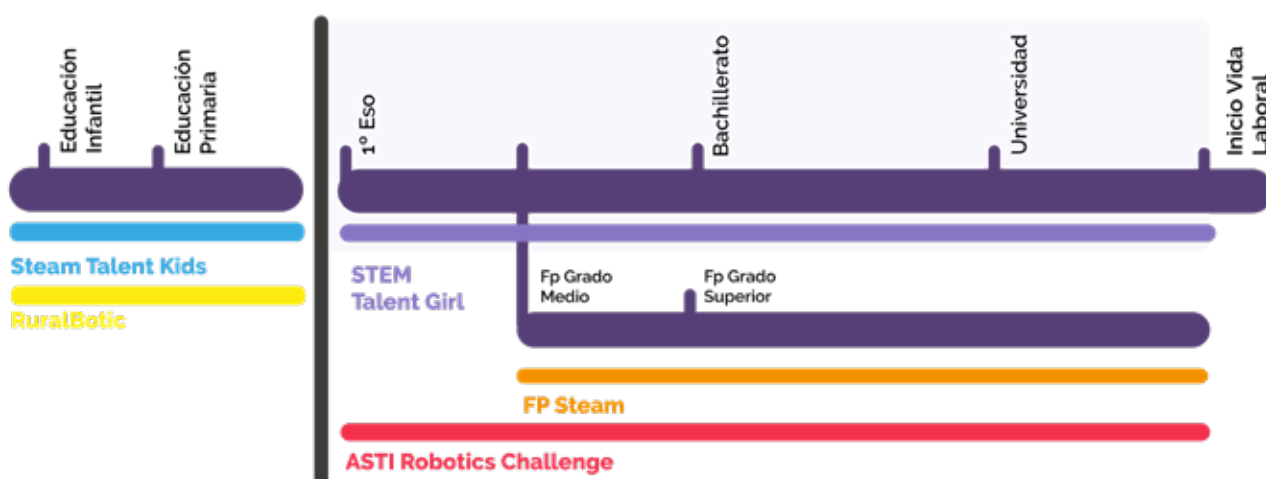 Educación
Infantil
Educación
Primaria
1º Eso
Bachillerato
Universidad
Inicio Vida
Laboral
Steam Talent Kids
RuralBotic
STEM
Talent Girl
Fp Grado
Medio
Fp Grado
Superior
FP Steam
ASTI Robotics Challenge